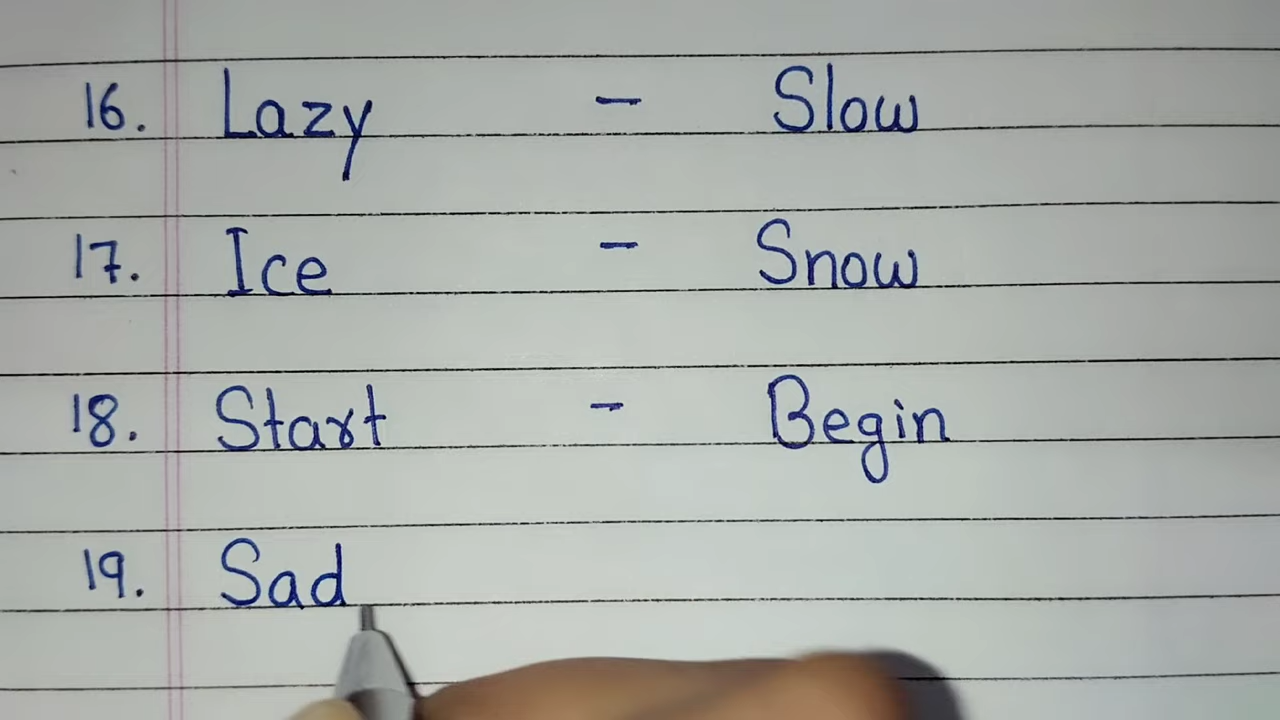 16. Lazy - Slow
17. Ice - Snow
18. Start - Begin
19. Sad